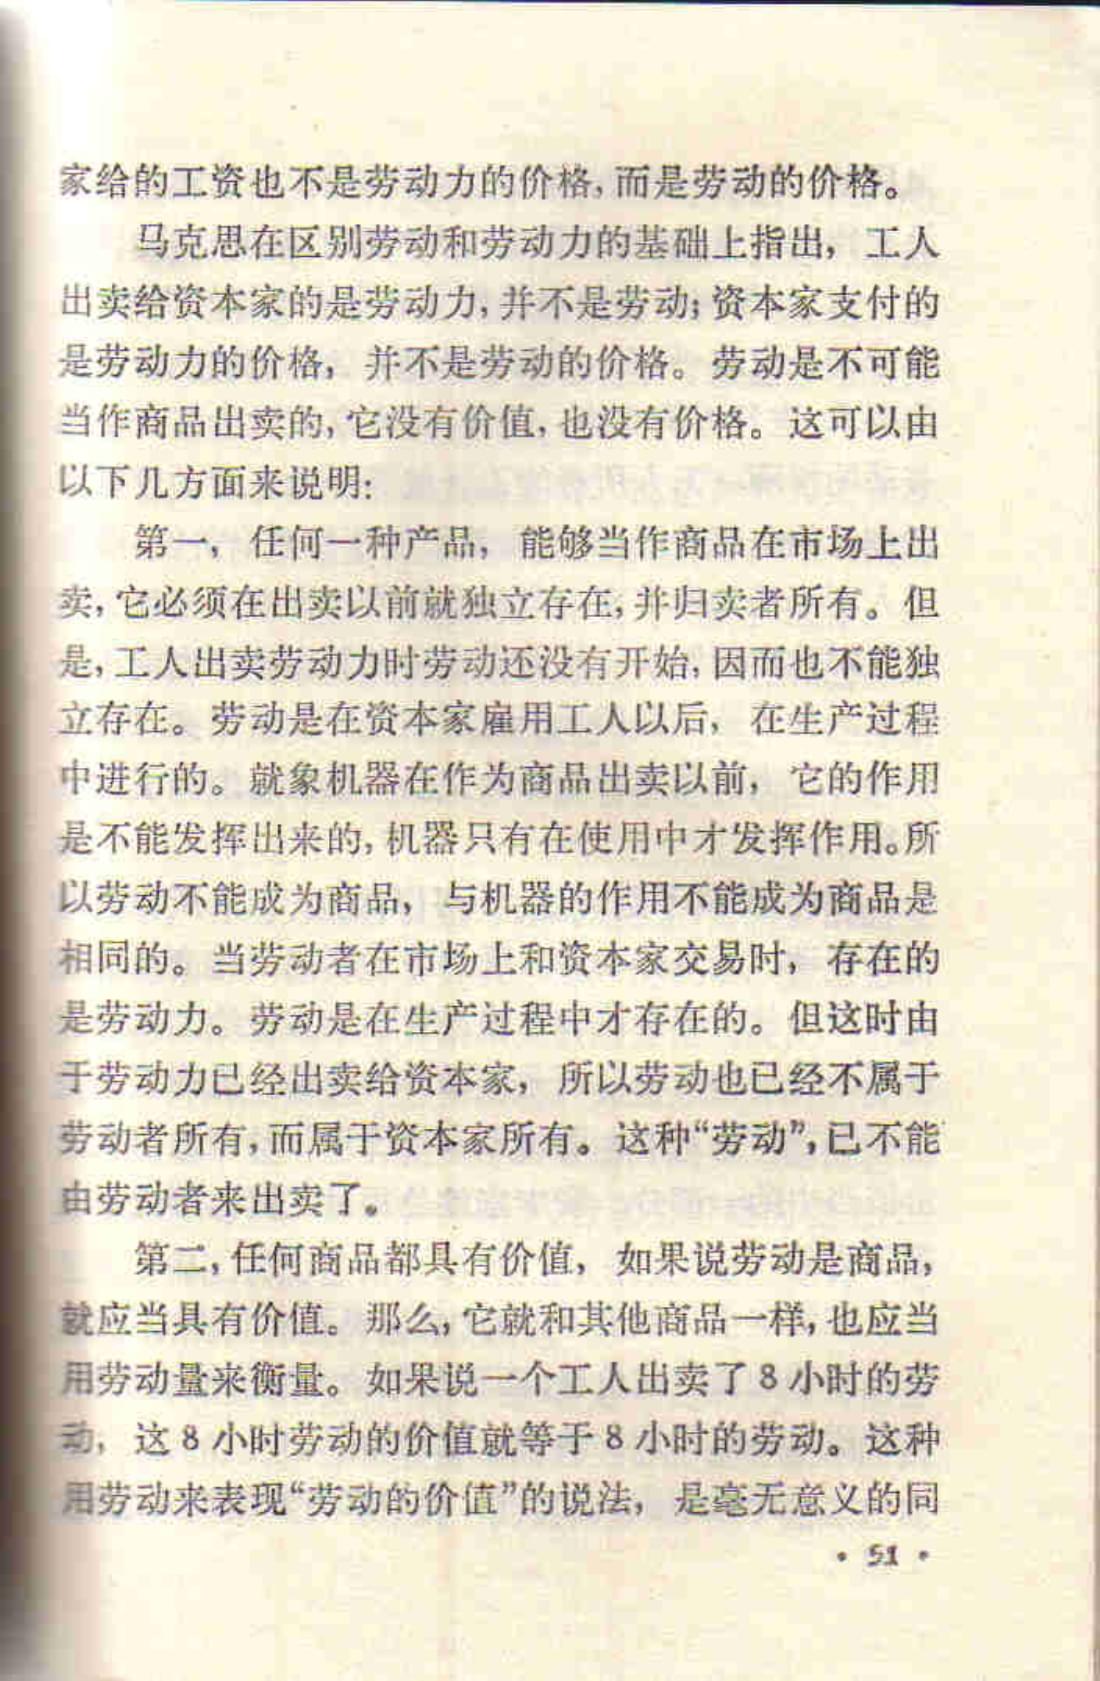 家给的工资也不是劳动力的价格,而是劳动的价格。
马克思在区别劳动和劳动力的基础上指出，工人
出卖给资本家的是劳动力,并不是劳动;资本家支付的
是劳动力的价格，并不是劳动的价格。劳动是不可能
当作商品出卖的,它没有价值,也没有价格。这可以由
以下几方面来说明:
第一，任何一种产品，能够当作商品在市场上出
卖,它必须在出卖以前就独立存在,并归卖者所有。但
是,工人出卖劳动力时劳动还没有开始,因而也不能独
立存在。劳动是在资本家雇用工人以后，在生产过程
中进行的。就象机器在作为商品出卖以前，它的作用
是不能发挥出来的,机器只有在使用中才发挥作用。所
以劳动不能成为商品，与机器的作用不能成为商品是
相同的。当劳动者在市场上和资本家交易时，存在的
是劳动力。劳动是在生产过程中才存在的。但这时由
于劳动力已经出卖给资本家，所以劳动也已经不属于
劳动者所有,而属于资本家所有。这种“劳动”,已不能
由劳动者来出卖了。
第二,任何商品都具有价值，如果说劳动是商品,
就应当具有价值。那么,它就和其他商品一样,也应当
用劳动量来衡量。如果说一个工人出卖了8小时的劳
动，这8小时劳动的价值就等于8小时的劳动。这种
用劳动来表现“劳动的价值”的说法，是毫无意义的同
• 51 •